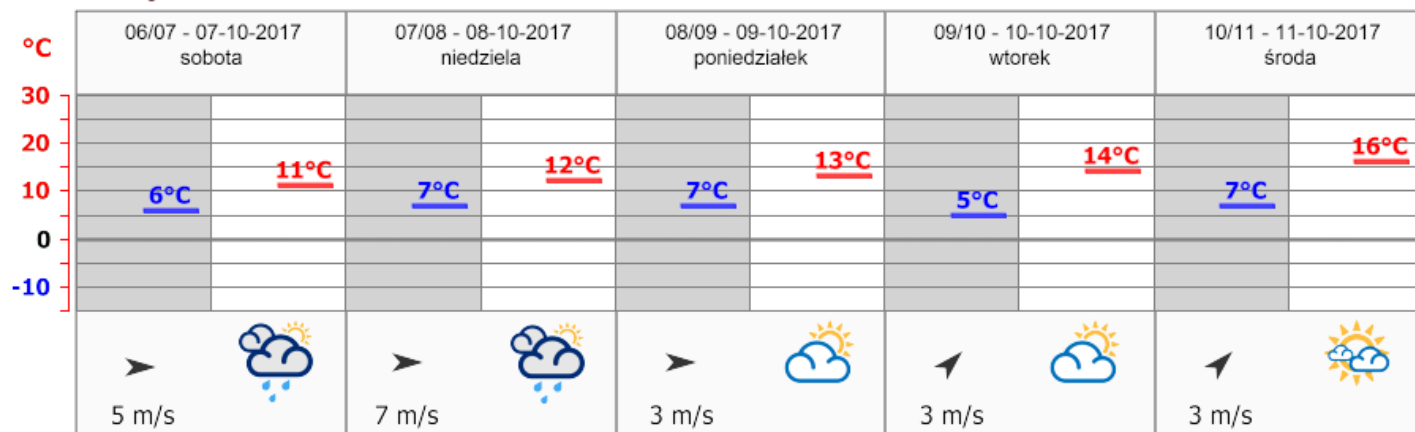 °C
06/07 - 07-10-2017
sobota
07/08 - 08-10-2017
niedziela
08/09 - 09-10-2017
poniedziałek
09/10 - 10-10-2017
wtorek
10/11 - 11-10-2017
środa
30
20
10
0
-10
6°C
11°C
7°C
12°C
7°C
13°C
5°C
14°C
7°C
16°C
5 m/s
7 m/s
3 m/s
3 m/s
3 m/s